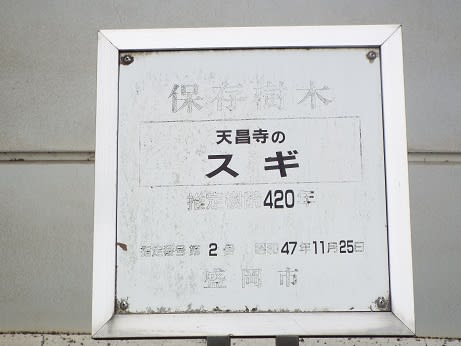 保存樹木
天昌寺の
スギ
推定樹齢420年
指定番号 第 2 号 昭和47年11月25日
盛岡市